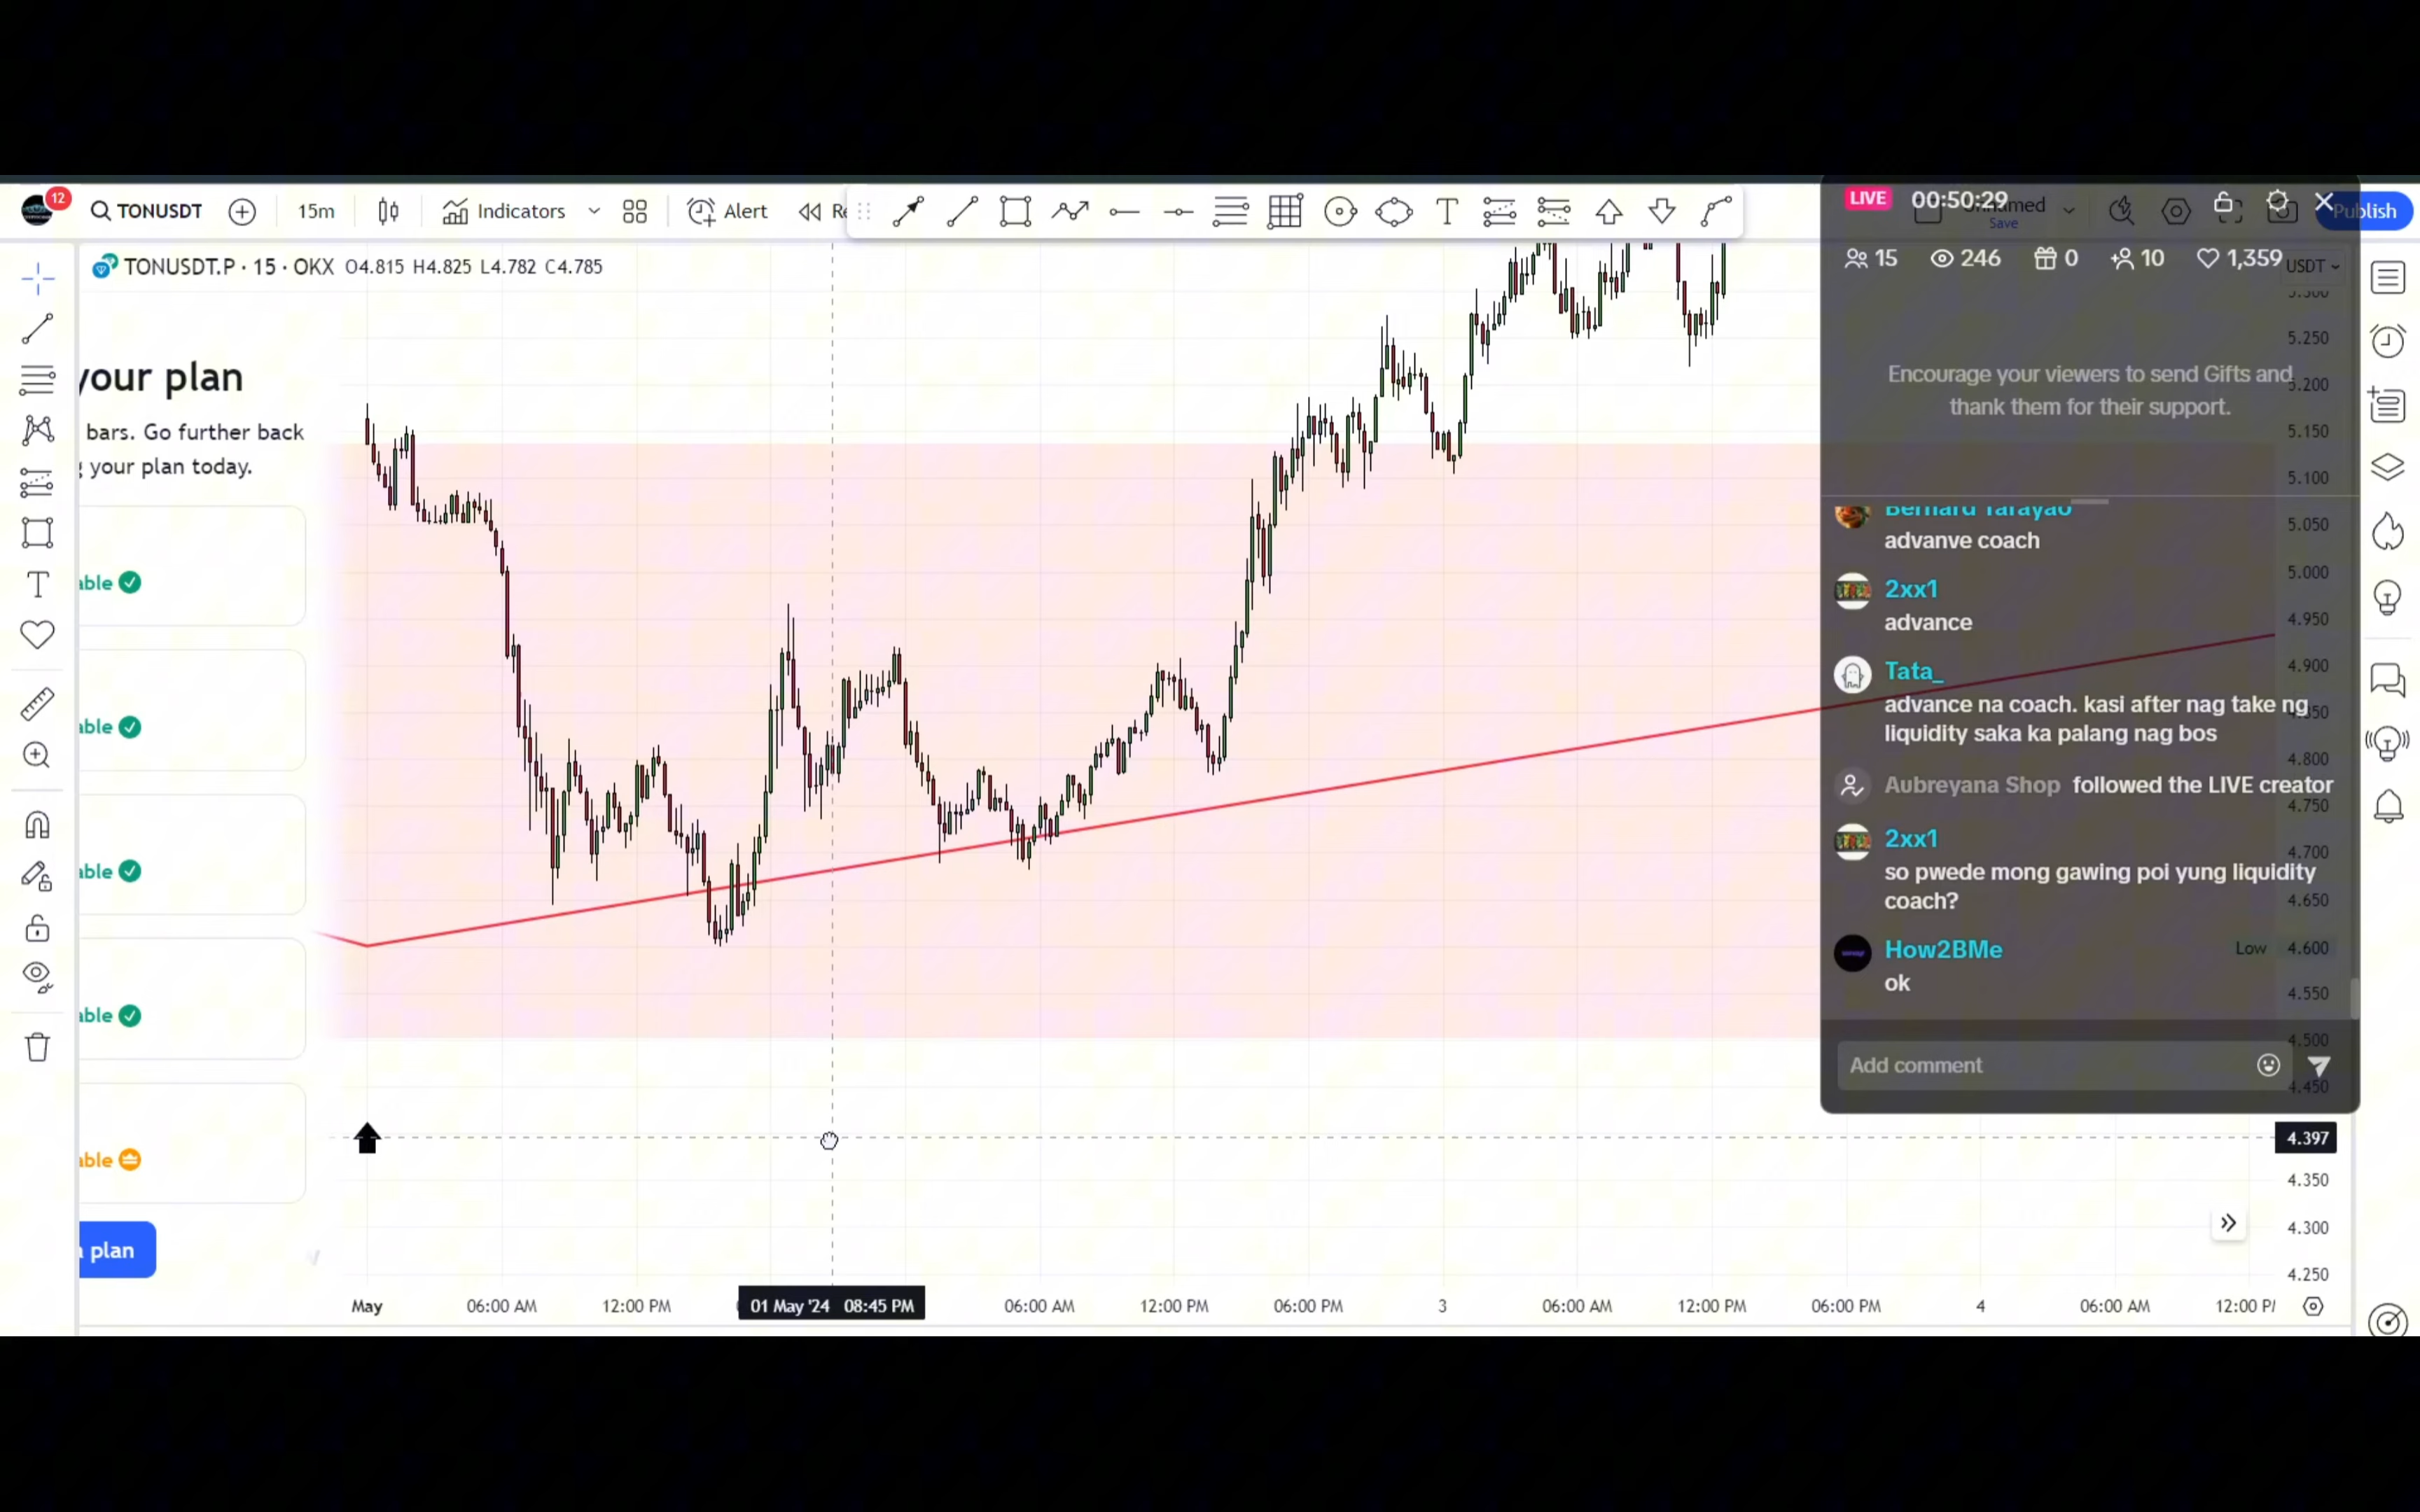 12
TONUSDT
15m
Indicators
Alert
LIVE
00:50:29
Save
Publish
TONUSDT.P · 15 · OKX O4.815 H4.825 L4.782 C4.785
15
246
0
10
1,359
USDT
5.250
5.200
5.150
5.100
5.050
5.000
4.950
4.900
4.850
4.800
4.750
4.700
4.650
Low 4.600
4.550
4.500
4.450
4.397
4.350
4.300
4.250
your plan
bars. Go further back
your plan today.
plan
Encourage your viewers to send Gifts and
thank them for their support.
Bernard Tarayao
advanve coach
2xx1
advance
Tata_
advance na coach. kasi after nag take ng
liquidity saka ka palang nag bos
Aubreyana Shop followed the LIVE creator
2xx1
so pwede mong gawing poi yung liquidity
coach?
How2BMe
ok
Add comment
May
06:00 AM
12:00 PM
01 May '24 08:45 PM
06:00 AM
12:00 PM
06:00 PM
3
06:00 AM
12:00 PM
06:00 PM
4
06:00 AM